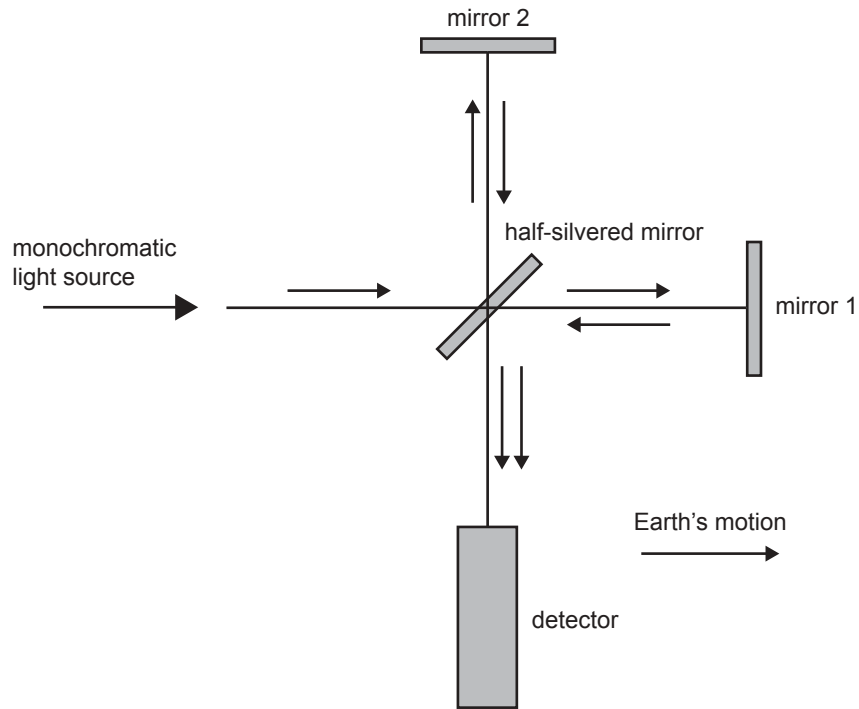 mirror 2
half-silvered mirror
monochromatic
light source
mirror 1
Earth’s motion
detector